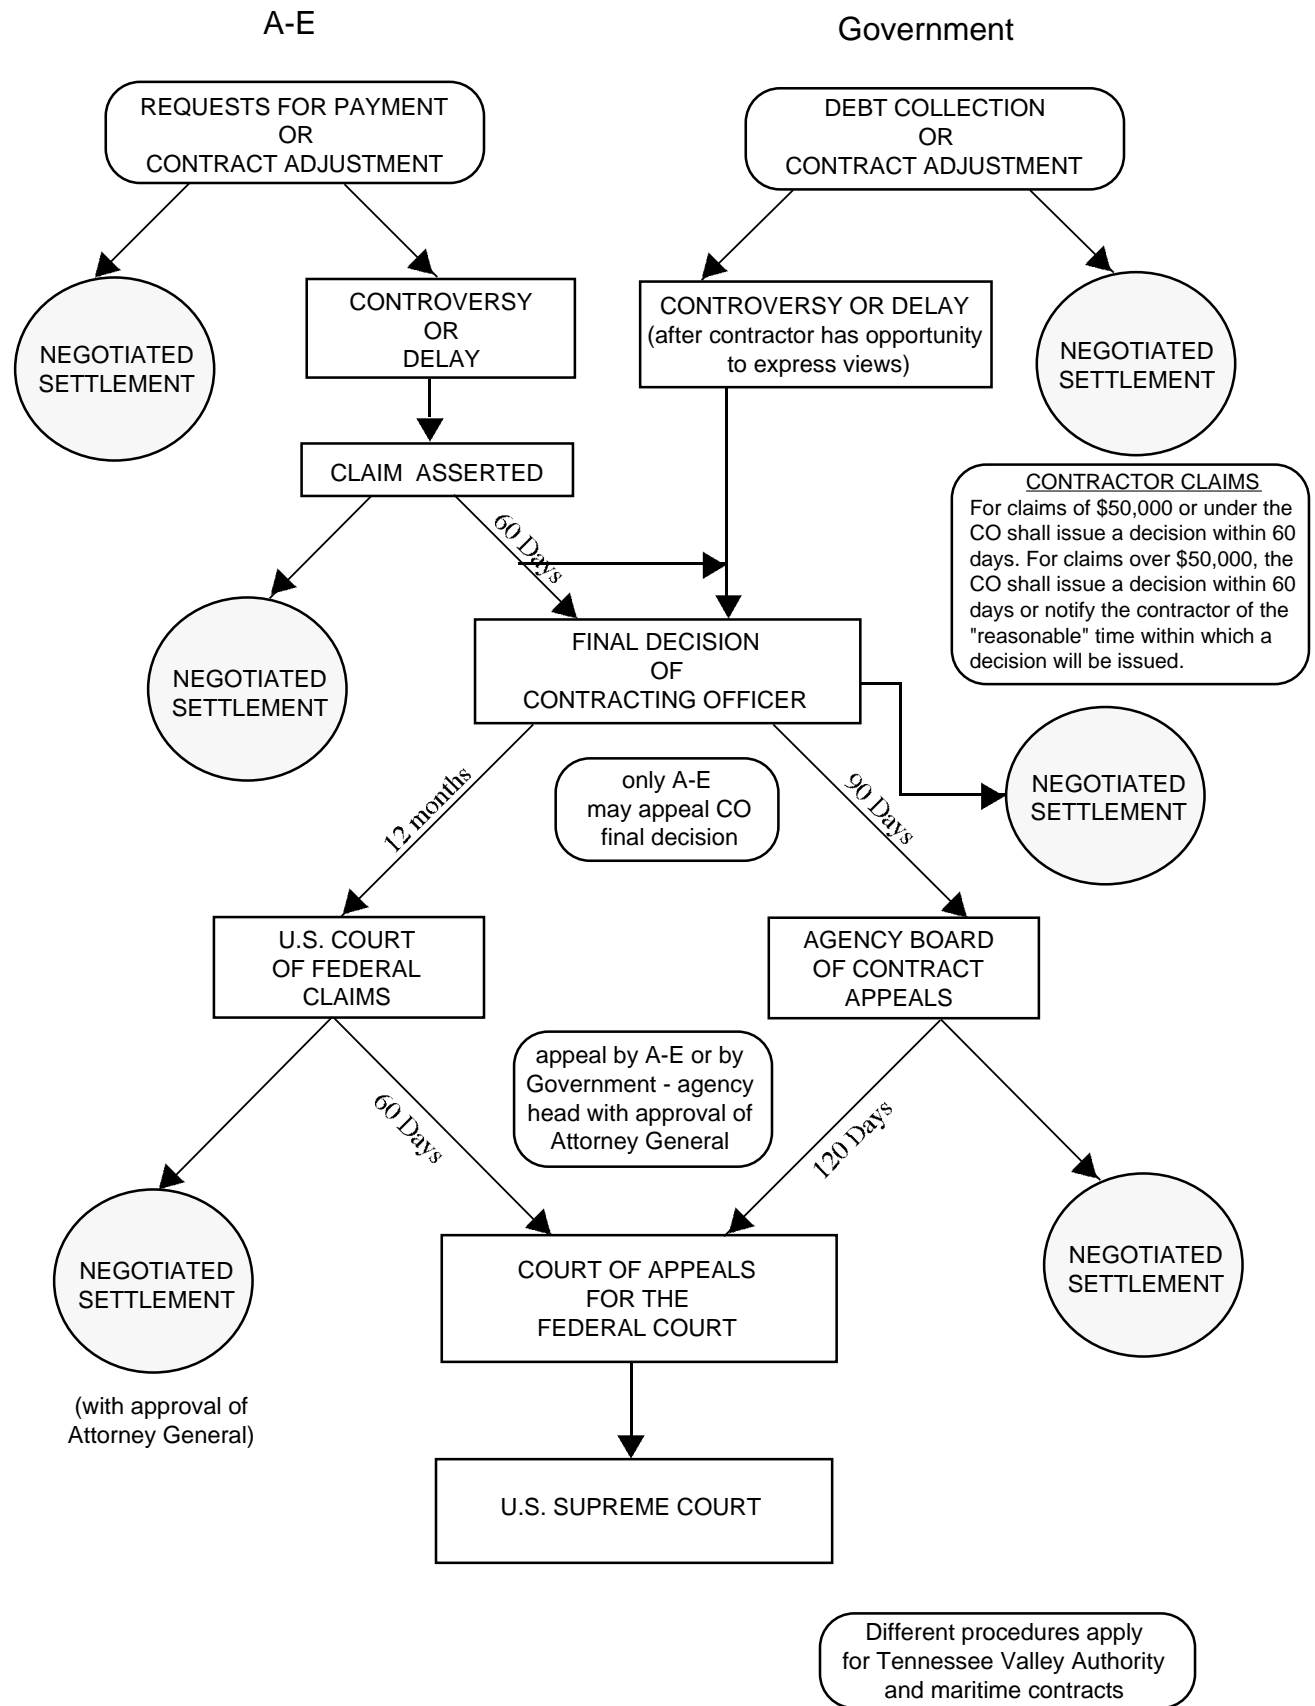 A-E
Government
REQUESTS FOR PAYMENT
OR
CONTRACT ADJUSTMENT
DEBT COLLECTION
OR
CONTRACT ADJUSTMENT
NEGOTIATED
SETTLEMENT
CONTROVERSY
OR
DELAY
CONTROVERSY OR DELAY
(after contractor has opportunity
to express views)
NEGOTIATED
SETTLEMENT
CLAIM ASSERTED
CONTRACTOR CLAIMS
For claims of $50,000 or under the
CO shall issue a decision within 60
days. For claims over $50,000, the
CO shall issue a decision within 60
days or notify the contractor of the
"reasonable" time within which a
decision will be issued.
60 Days
NEGOTIATED
SETTLEMENT
FINAL DECISION
OF
CONTRACTING OFFICER
12 months
only A-E
may appeal CO
final decision
90 Days
NEGOTIATED
SETTLEMENT
U.S. COURT
OF FEDERAL
CLAIMS
AGENCY BOARD
OF CONTRACT
APPEALS
60 Days
appeal by A-E or by
Government - agency
head with approval of
Attorney General
120 Days
NEGOTIATED
SETTLEMENT
(with approval of
Attorney General)
COURT OF APPEALS
FOR THE
FEDERAL COURT
NEGOTIATED
SETTLEMENT
U.S. SUPREME COURT
Different procedures apply
for Tennessee Valley Authority
and maritime contracts